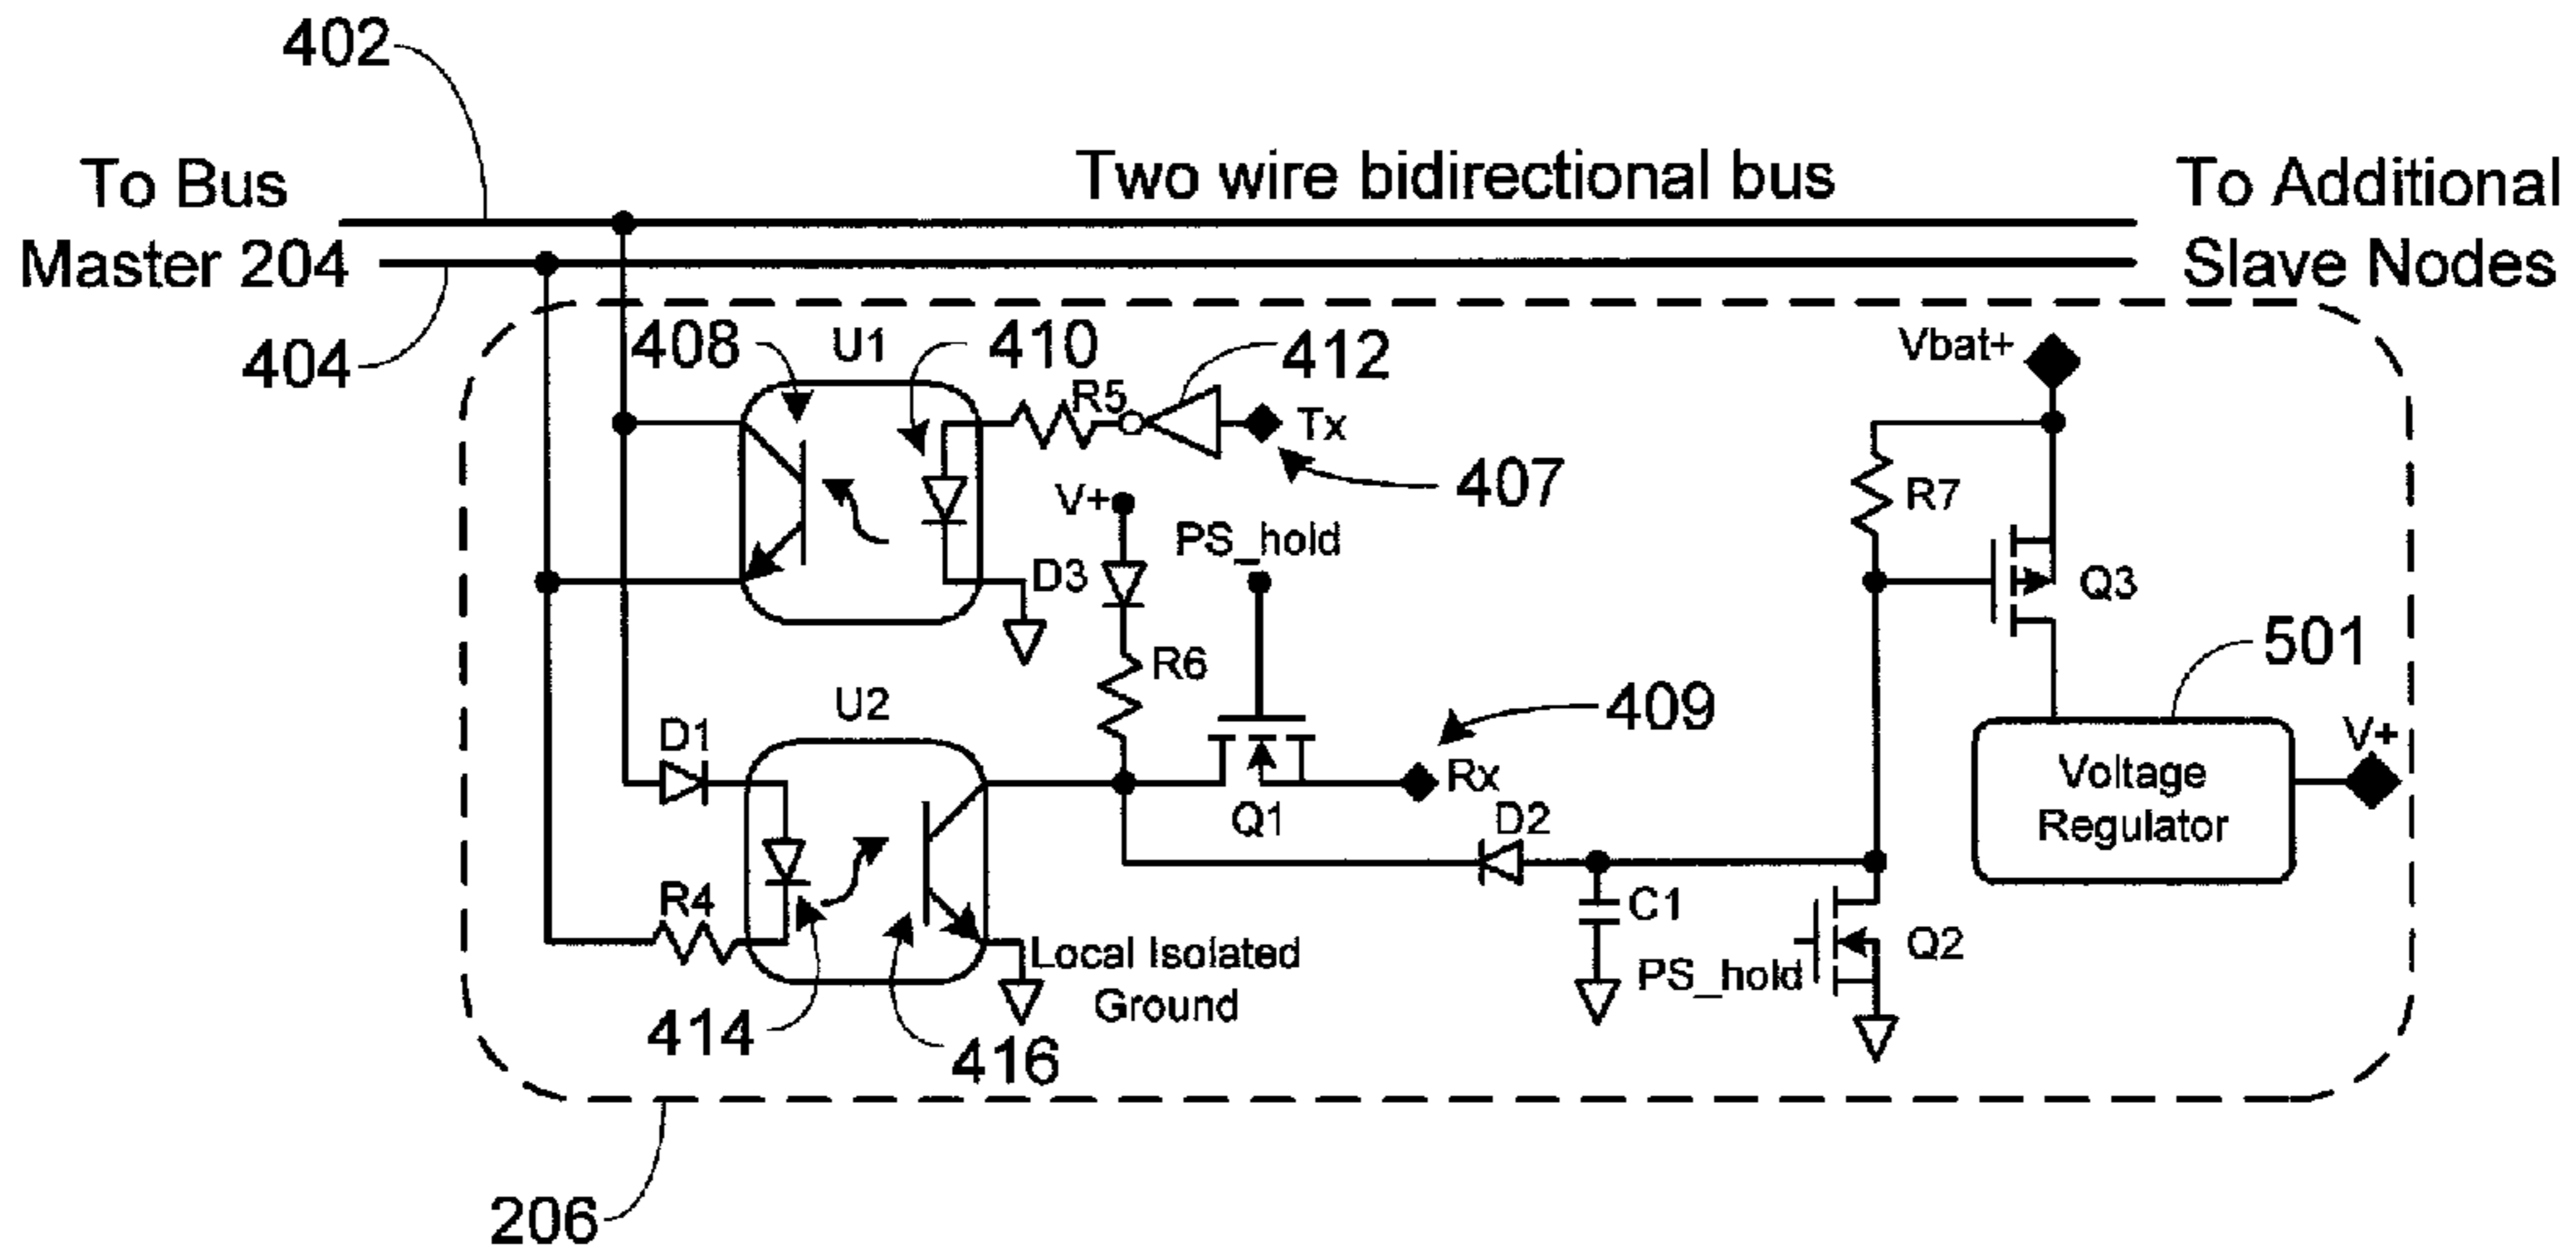 402
To Bus
Two wire bidirectional bus
To Additional
Master 204
Slave Nodes
404
408
U1
410
412
Vbat+
R5
Tx
407
R7
V+
PS_hold
D3
Q3
R6
501
U2
409
D1
Rx
Q1
D2
Voltage
Regulator
V+
R4
C1
Q2
PS_hold
Local Isolated
Ground
414
416
206